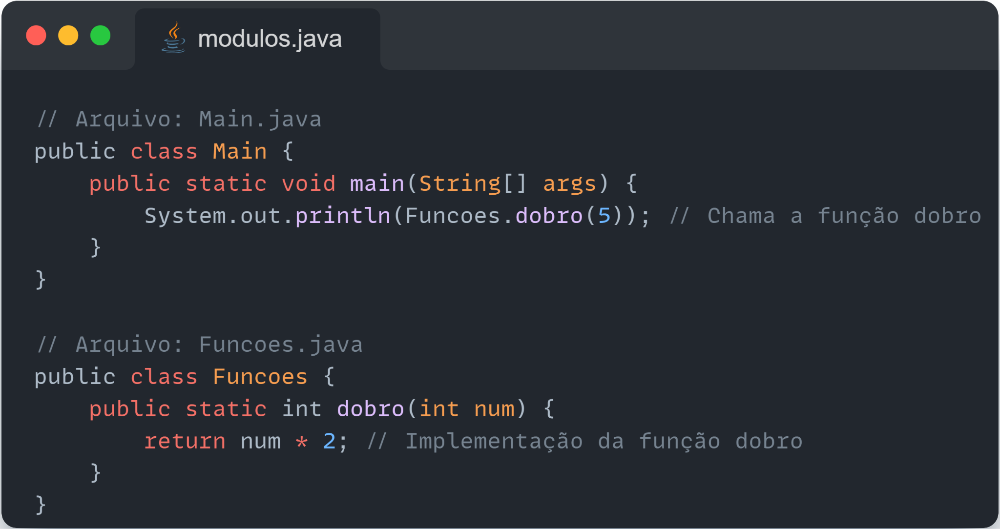 modulos.java
// Arquivo: Main.java
public class Main {
    public static void main(String[] args) {
        System.out.println(Funcoes.dobro(5)); // Chama a função dobro
    }
}
// Arquivo: Funcoes.java
public class Funcoes {
    public static int dobro(int num) {
        return num * 2; // Implementação da função dobro
    }
}